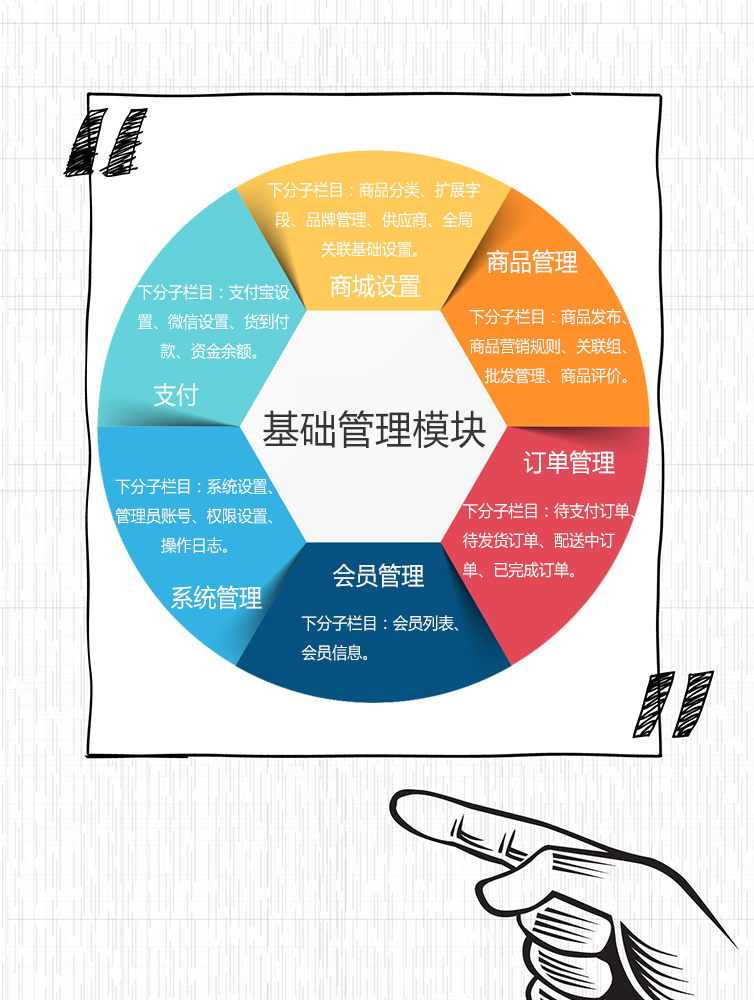 下分子栏目：商品分类、扩展字
段、品牌管理、供应商、全局
关联基础设置。
商城设置
商品管理
下分子栏目：商品发布、
商品营销规则、关联组、
批发管理、商品评价。
下分子栏目：支付宝设
置、微信设置、货到付
款、资金余额。
支付
基础管理模块
订单管理
下分子栏目：待支付订单、
待发货订单、配送中订
单、已完成订单。
下分子栏目：系统设置、
管理员账号、权限设置、
操作日志。
系统管理
会员管理
下分子栏目：会员列表、
会员信息。